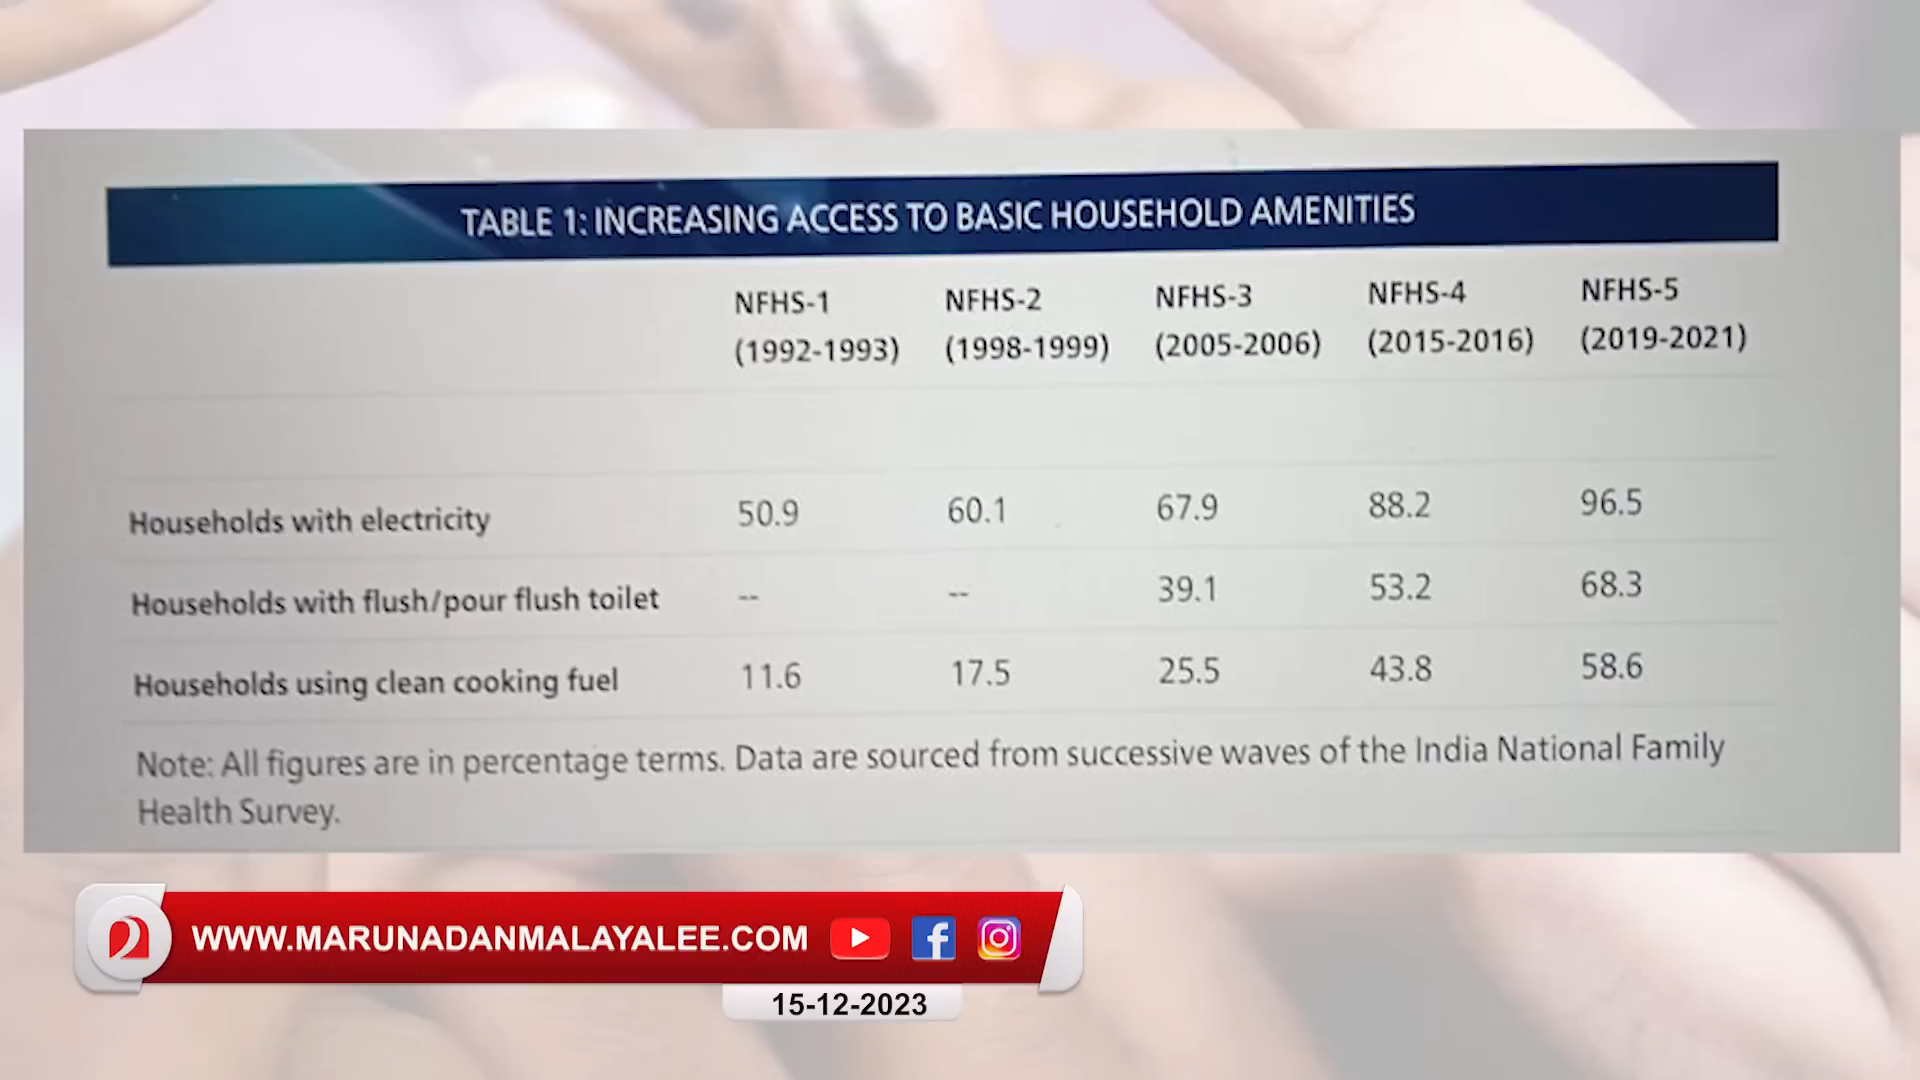 TABLE 1: INCREASING ACCESS TO BASIC HOUSEHOLD AMENITIES
NFHS-1 NFHS-2 NFHS-3 NFHS-4 NFHS-5
(1992-1993) (1998-1999) (2005-2006) (2015-2016) (2019-2021)
Households with electricity 50.9 60.1 67.9 88.2 96.5
Households with flush/pour flush toilet -- -- 39.1 53.2 68.3
Households using clean cooking fuel 11.6 17.5 25.5 43.8 58.6
Note: All figures are in percentage terms. Data are sourced from successive waves of the India National Family
Health Survey.
WWW.MARUNADANMALAYALEE.COM
15-12-2023